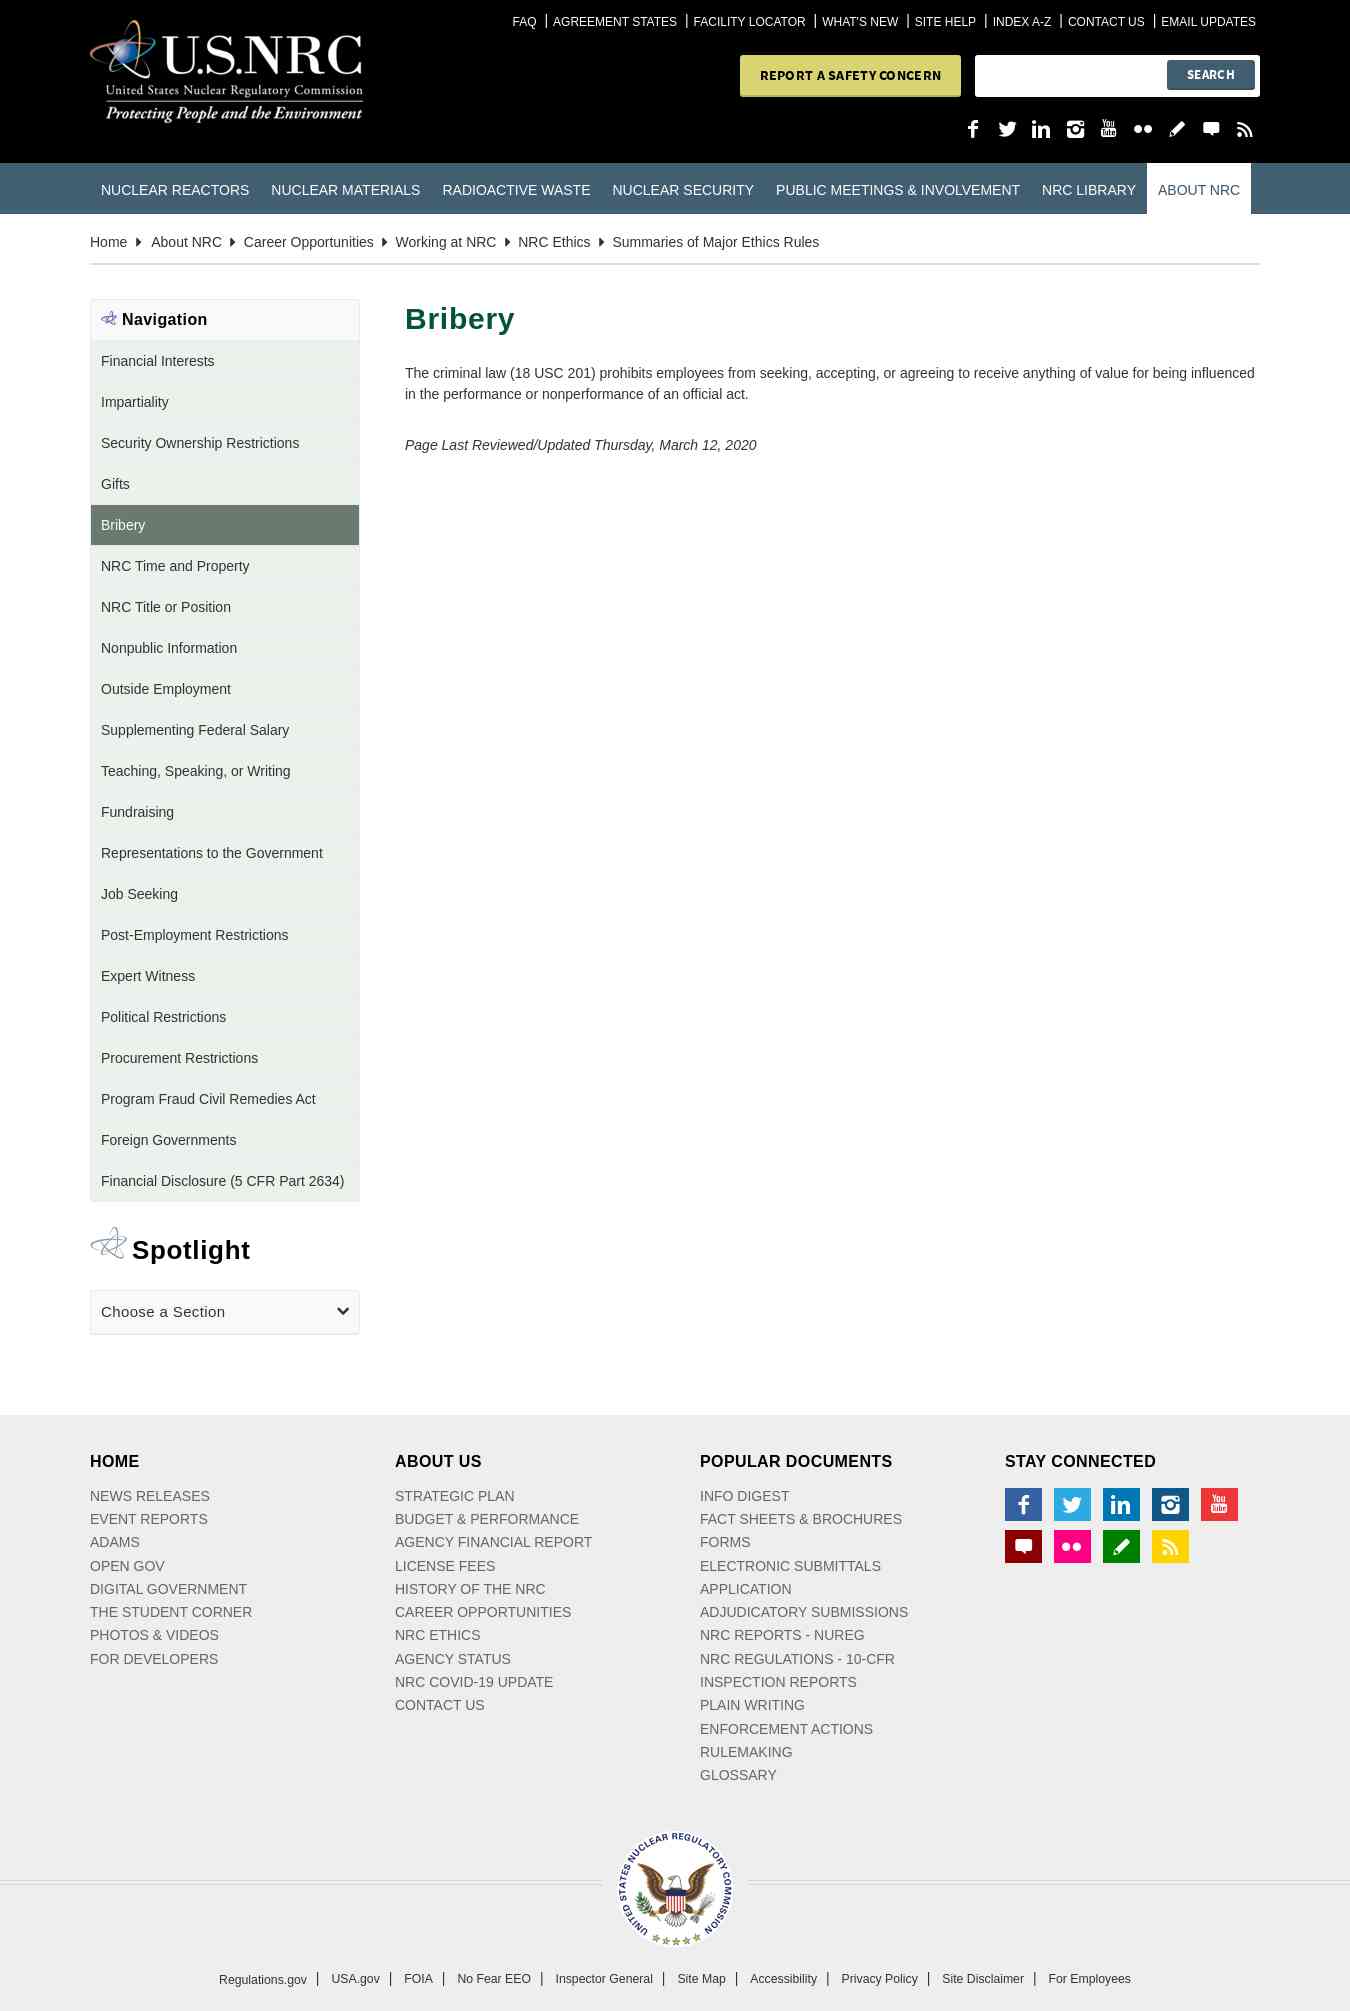 FAQ | AGREEMENT STATES | FACILITY LOCATOR | WHAT'S NEW | SITE HELP | INDEX A-Z | CONTACT US | EMAIL UPDATES
U.S.NRC
United States Nuclear Regulatory Commission
Protecting People and the Environment
REPORT A SAFETY CONCERN
SEARCH
NUCLEAR REACTORS NUCLEAR MATERIALS RADIOACTIVE WASTE NUCLEAR SECURITY PUBLIC MEETINGS & INVOLVEMENT NRC LIBRARY ABOUT NRC
Home About NRC Career Opportunities Working at NRC NRC Ethics Summaries of Major Ethics Rules
Navigation
Financial Interests
Impartiality
Security Ownership Restrictions
Gifts
Bribery
NRC Time and Property
NRC Title or Position
Nonpublic Information
Outside Employment
Supplementing Federal Salary
Teaching, Speaking, or Writing
Fundraising
Representations to the Government
Job Seeking
Post-Employment Restrictions
Expert Witness
Political Restrictions
Procurement Restrictions
Program Fraud Civil Remedies Act
Foreign Governments
Financial Disclosure (5 CFR Part 2634)
Spotlight
Choose a Section
Bribery
The criminal law (18 USC 201) prohibits employees from seeking, accepting, or agreeing to receive anything of value for being influenced
in the performance or nonperformance of an official act.
Page Last Reviewed/Updated Thursday, March 12, 2020
HOME
NEWS RELEASES
EVENT REPORTS
ADAMS
OPEN GOV
DIGITAL GOVERNMENT
THE STUDENT CORNER
PHOTOS & VIDEOS
FOR DEVELOPERS
ABOUT US
STRATEGIC PLAN
BUDGET & PERFORMANCE
AGENCY FINANCIAL REPORT
LICENSE FEES
HISTORY OF THE NRC
CAREER OPPORTUNITIES
NRC ETHICS
AGENCY STATUS
NRC COVID-19 UPDATE
CONTACT US
POPULAR DOCUMENTS
INFO DIGEST
FACT SHEETS & BROCHURES
FORMS
ELECTRONIC SUBMITTALS
APPLICATION
ADJUDICATORY SUBMISSIONS
NRC REPORTS - NUREG
NRC REGULATIONS - 10-CFR
INSPECTION REPORTS
PLAIN WRITING
ENFORCEMENT ACTIONS
RULEMAKING
GLOSSARY
STAY CONNECTED
You Tube
UNITED STATES NUCLEAR REGULATORY COMMISSION
Regulations.gov | USA.gov | FOIA | No Fear EEO | Inspector General | Site Map | Accessibility | Privacy Policy | Site Disclaimer | For Employees